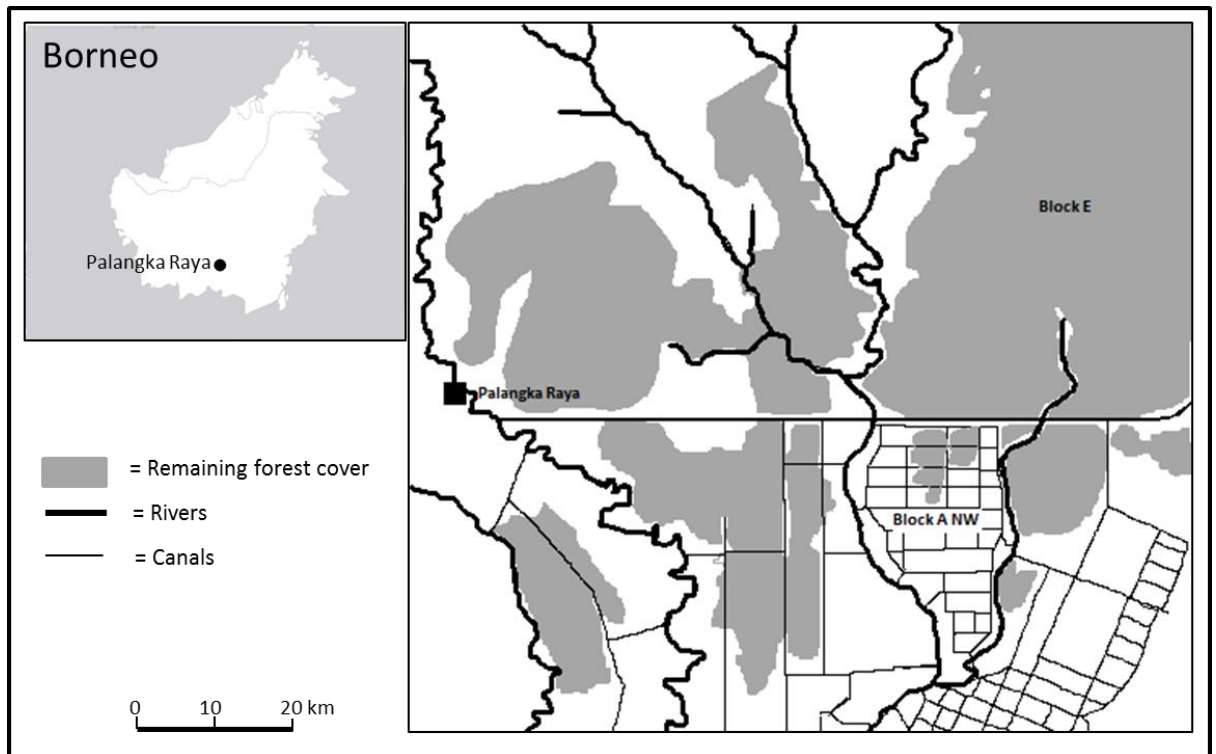 Borneo
Palangka Raya
Block E
Palangka Raya
Block A NW
= Remaining forest cover
= Rivers
= Canals
0 10 20 km